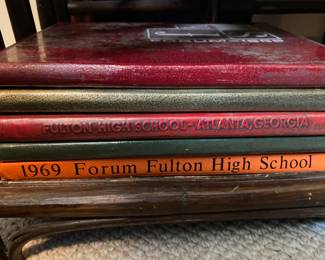 FULTON HIGH SCHOOL - ATLANTA, GEORGIA
1969 Forum Fulton High School